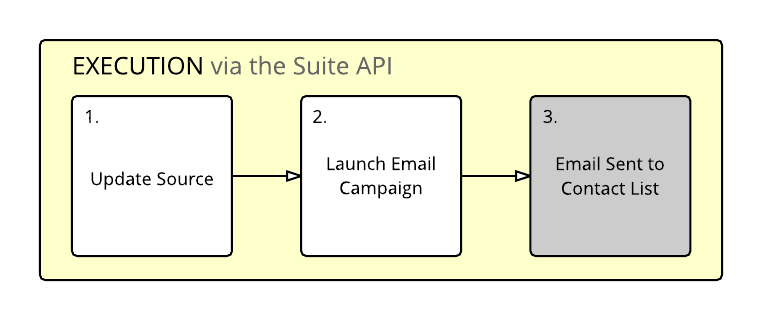 EXECUTION via the Suite API
1.
Update Source
2.
Launch Email
Campaign
3.
Email Sent to
Contact List